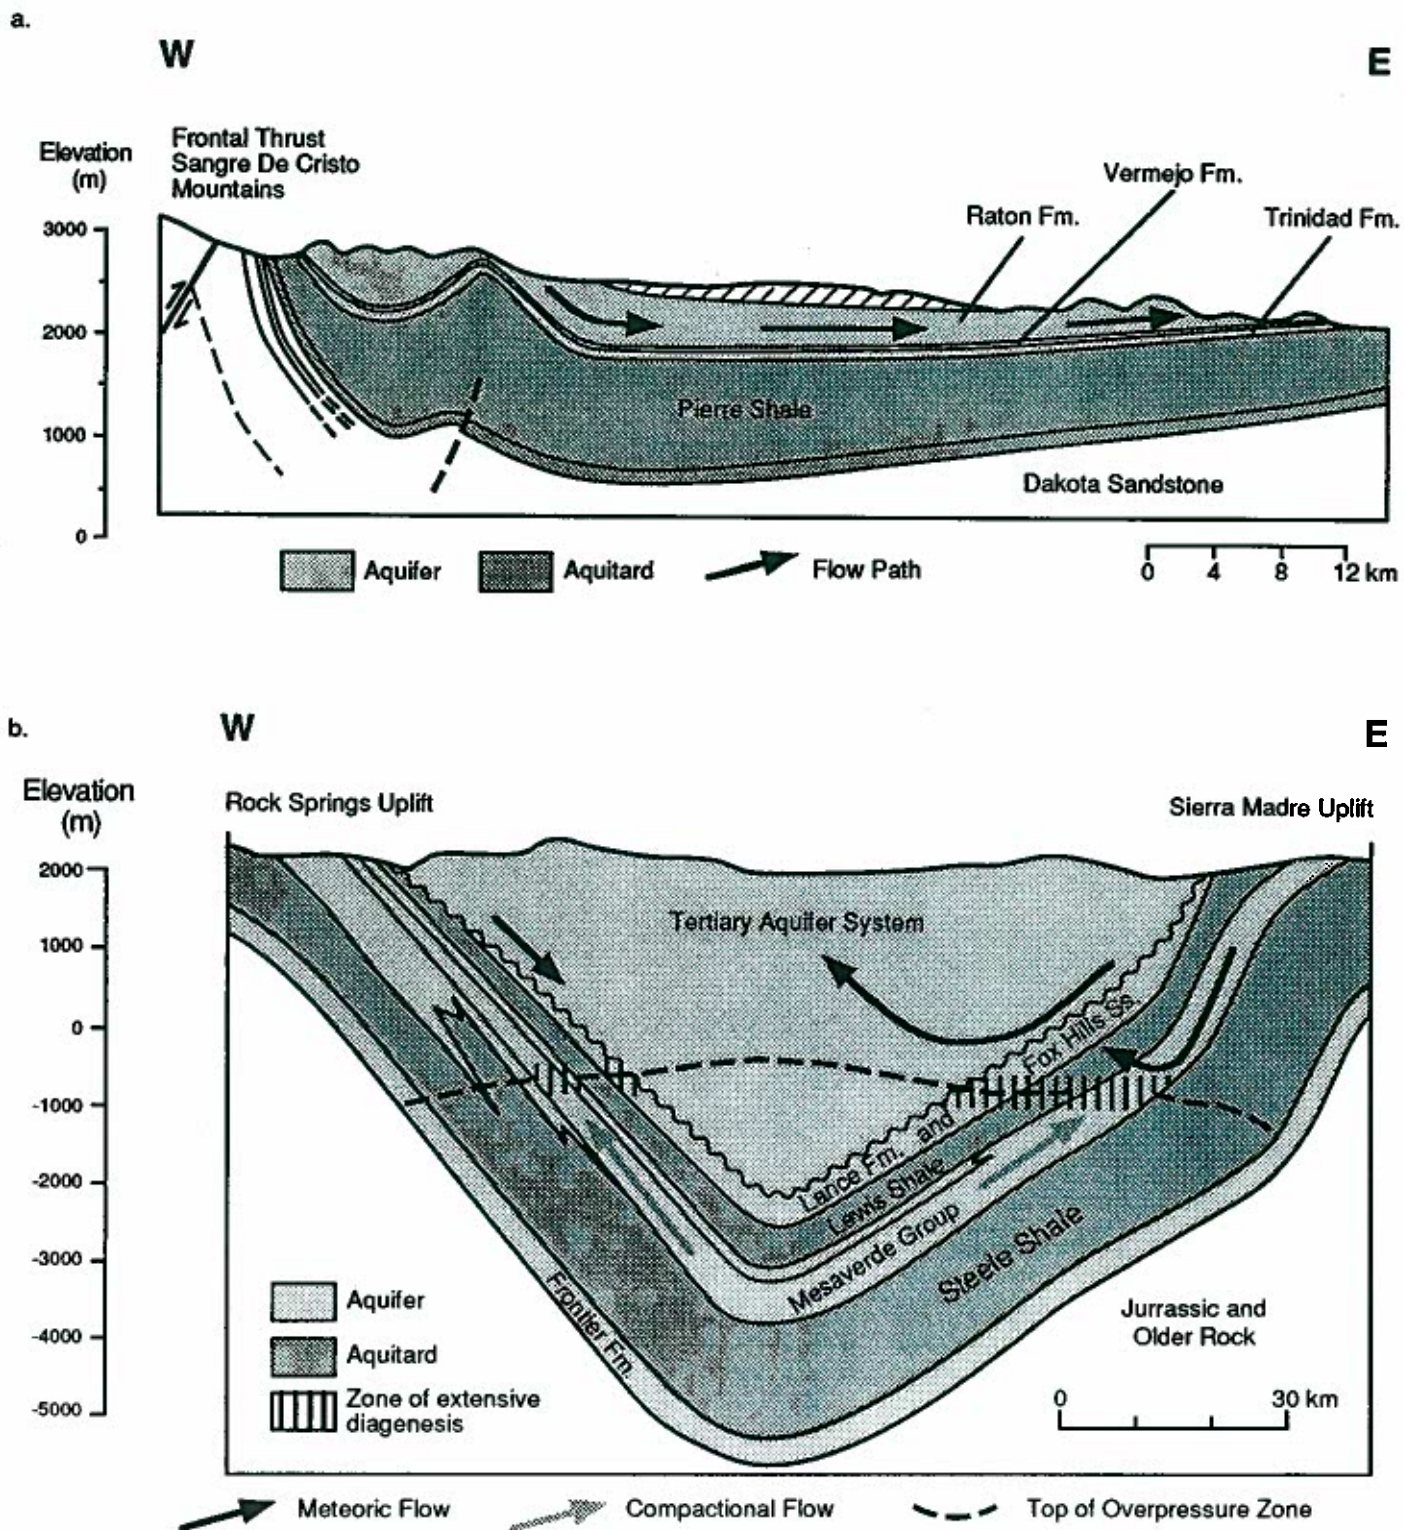 a.
W
E
Frontal Thrust
Sangre De Cristo
Mountains
Elevation
(m)
Vermejo Fm.
Raton Fm.
Trinidad Fm.
3000
2000
1000
0
Pierre Shale
Dakota Sandstone
Aquifer
Aquitard
Flow Path
0 4 8 12 km
b.
W
E
Elevation
(m)
Rock Springs Uplift
Sierra Madre Uplift
2000
1000
0
-1000
-2000
-3000
-4000
-5000
Tertiary Aquifer System
Lance Fm. and Fox Hills Ss.
Lewis Shale
Mesaverde Group
Steele Shale
Frontier Fm.
Jurrassic and
Older Rock
Aquifer
Aquitard
Zone of extensive
diagenesis
0 30 km
Meteoric Flow
Compactional Flow
Top of Overpressure Zone